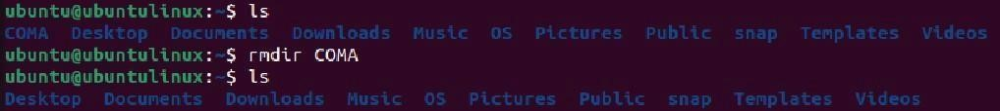 ubuntu@ubuntulinux:~$ ls
COMA  Desktop  Documents  Downloads  Music  OS  Pictures  Public  snap  Templates  Videos
ubuntu@ubuntulinux:~$ rmdir COMA
ubuntu@ubuntulinux:~$ ls
Desktop  Documents  Downloads  Music  OS  Pictures  Public  snap  Templates  Videos